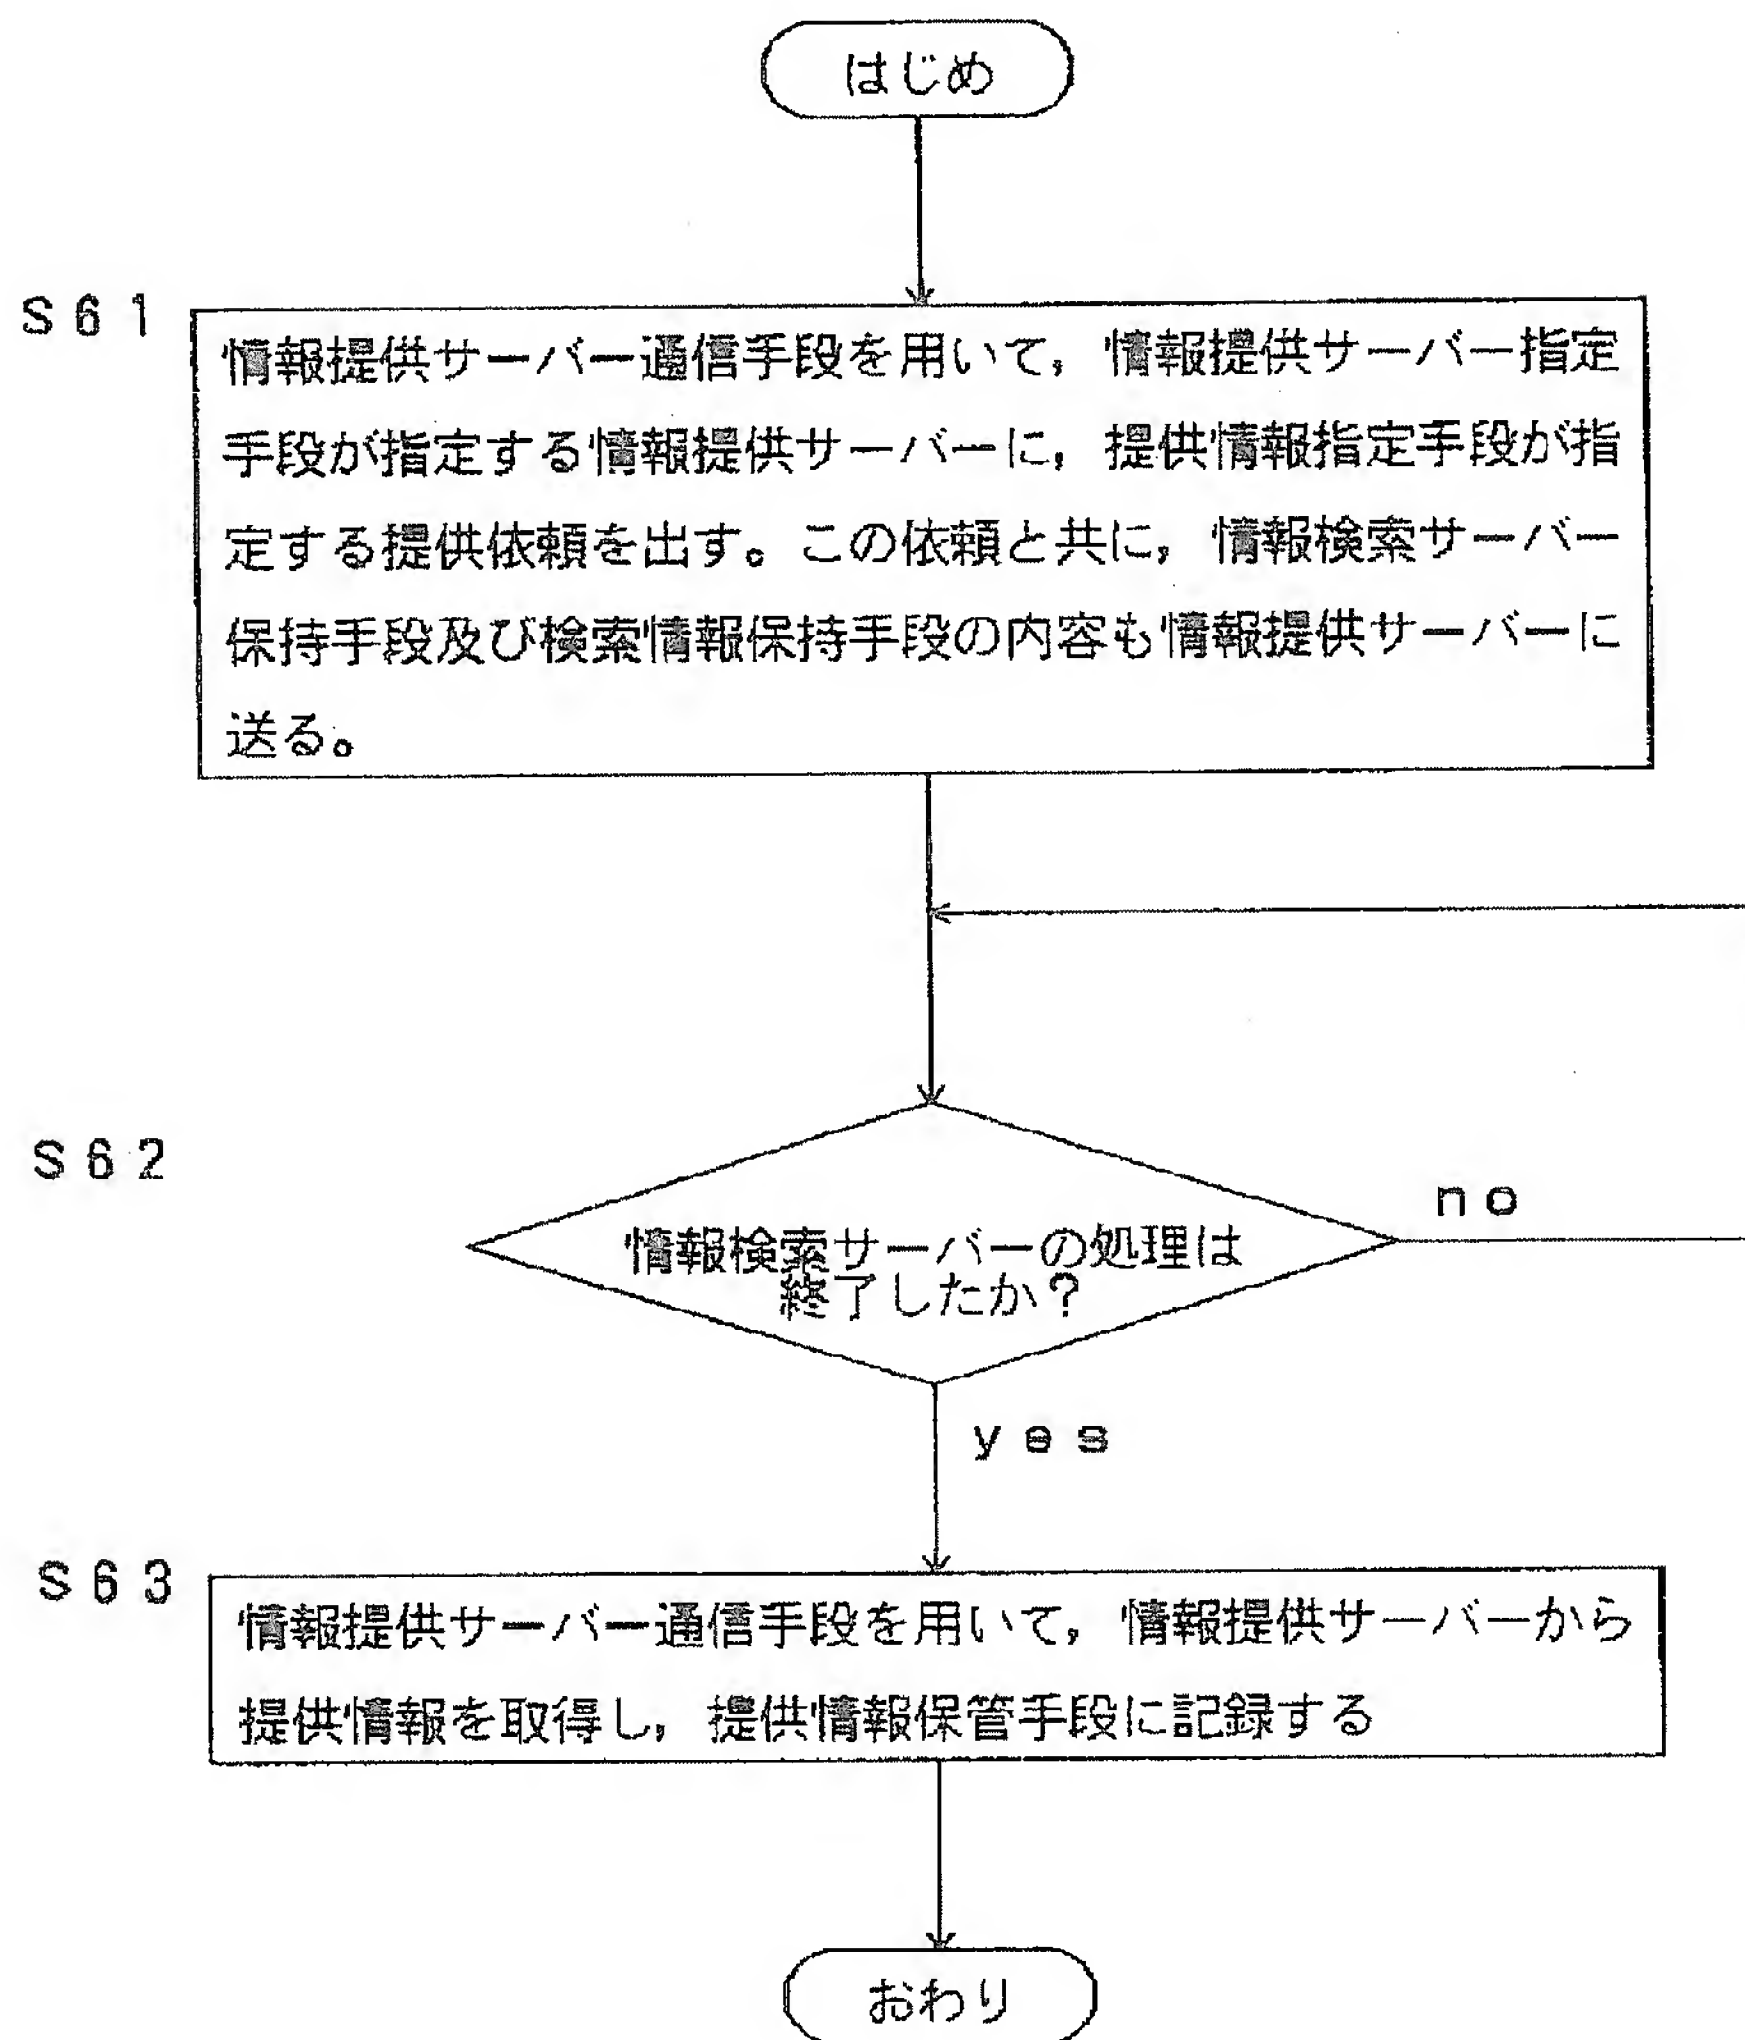 はじめ
S61
情報提供サーバー通信手段を用いて，情報提供サーバー指定
手段が指定する情報提供サーバーに，提供情報指定手段が指
定する提供依頼を出す。この依頼と共に，情報検索サーバー
保持手段及び検索情報保持手段の内容も情報提供サーバーに
送る。
S62
情報検索サーバーの処理は
終了したか？
no
yes
S63
情報提供サーバー通信手段を用いて，情報提供サーバーから
提供情報を取得し，提供情報保管手段に記録する
おわり